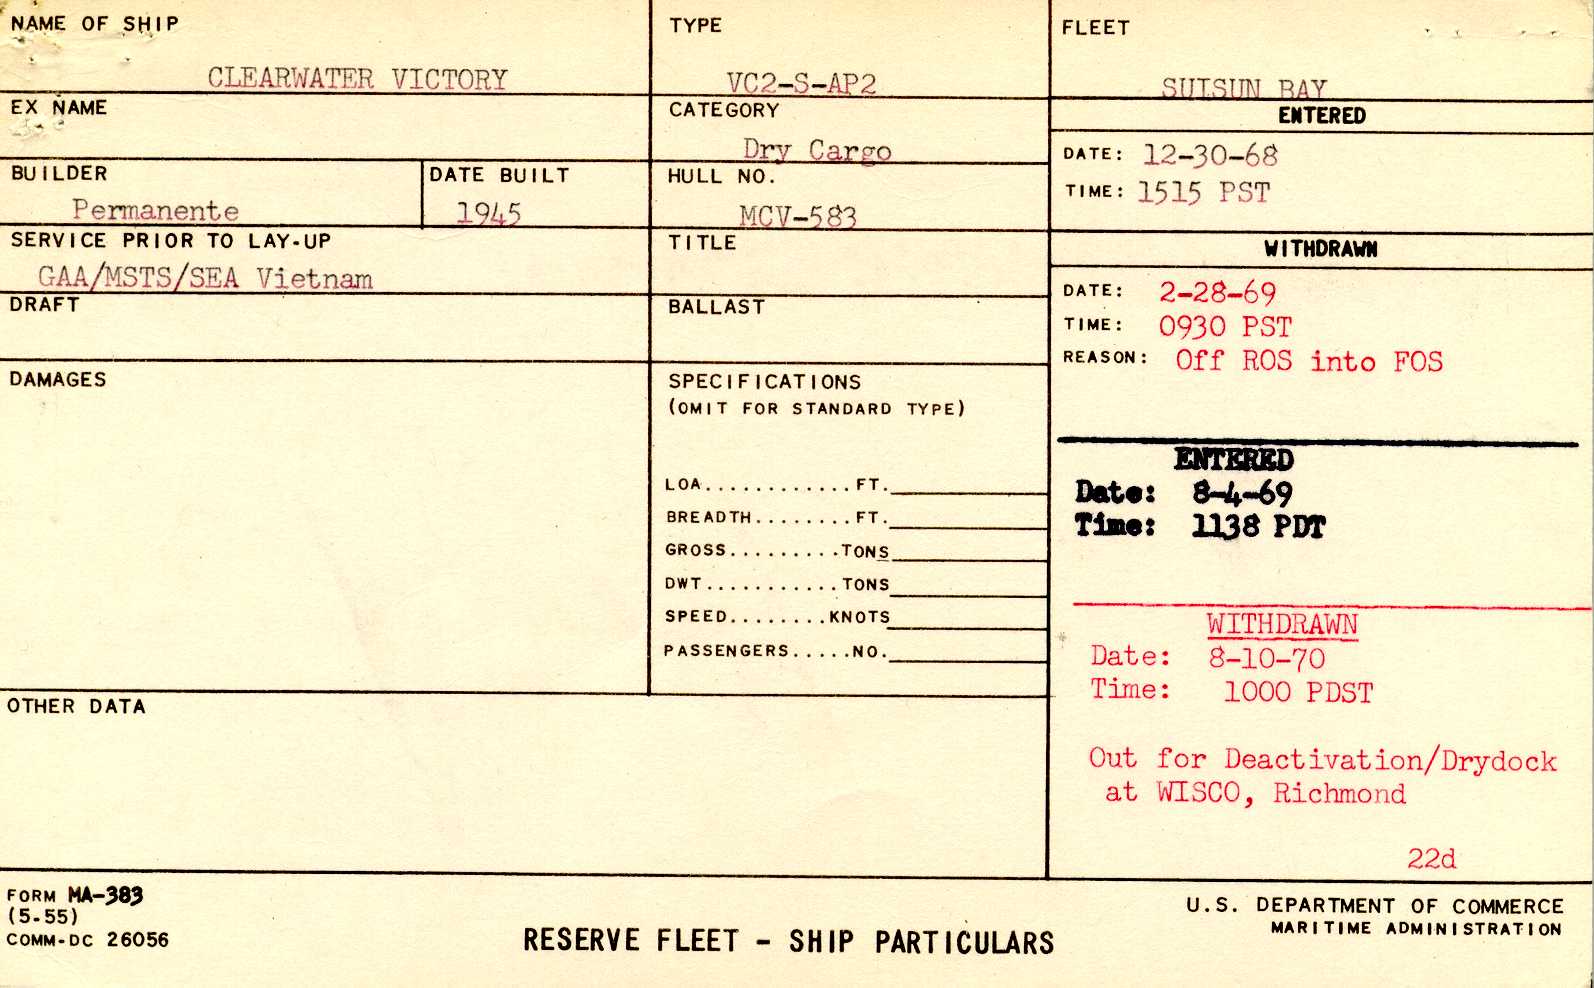 NAME OF SHIP
CLEARWATER VICTORY
TYPE
VC2-S-AP2
FLEET
SUISUN BAY
EX NAME
CATEGORY
Dry Cargo
ENTERED
DATE: 12-30-68
TIME: 1515 PST
BUILDER
Permanente
DATE BUILT
1945
HULL NO.
MCV-583
SERVICE PRIOR TO LAY-UP
GAA/MSTS/SEA Vietnam
TITLE
WITHDRAWN
DATE: 2-28-69
TIME: 0930 PST
REASON: Off ROS into FOS
DRAFT
BALLAST
DAMAGES
SPECIFICATIONS
(OMIT FOR STANDARD TYPE)
LOA............FT.
BREADTH........FT.
GROSS.........TONS
DWT...........TONS
SPEED........KNOTS
PASSENGERS.....NO.
ENTERED
Date: 8-4-69
Time: 1138 PDT
WITHDRAWN
Date: 8-10-70
Time: 1000 PDST
Out for Deactivation/Drydock
at WISCO, Richmond
22d
OTHER DATA
FORM MA-383
(5-55)
COMM-DC 26056
RESERVE FLEET - SHIP PARTICULARS
U.S. DEPARTMENT OF COMMERCE
MARITIME ADMINISTRATION